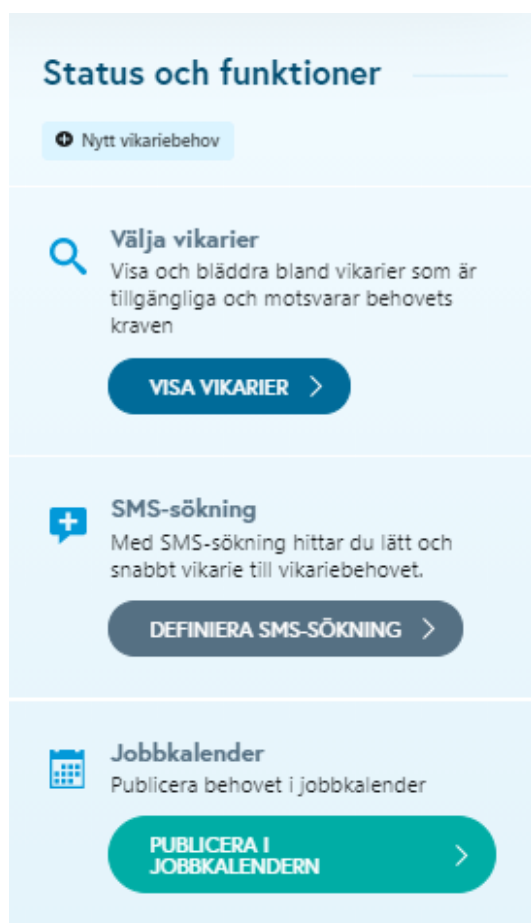 Status och funktioner
Nytt vikariebehov
Välja vikarier
Visa och bläddra bland vikarier som är
tillgängliga och motsvarar behovets
kraven
VISA VIKARIER
SMS-sökning
Med SMS-sökning hittar du lätt och
snabbt vikarie till vikariebehovet.
DEFINIERA SMS-SÖKNING
Jobbkalender
Publicera behovet i jobbkalender
PUBLICERA I
JOBBKALENDERN